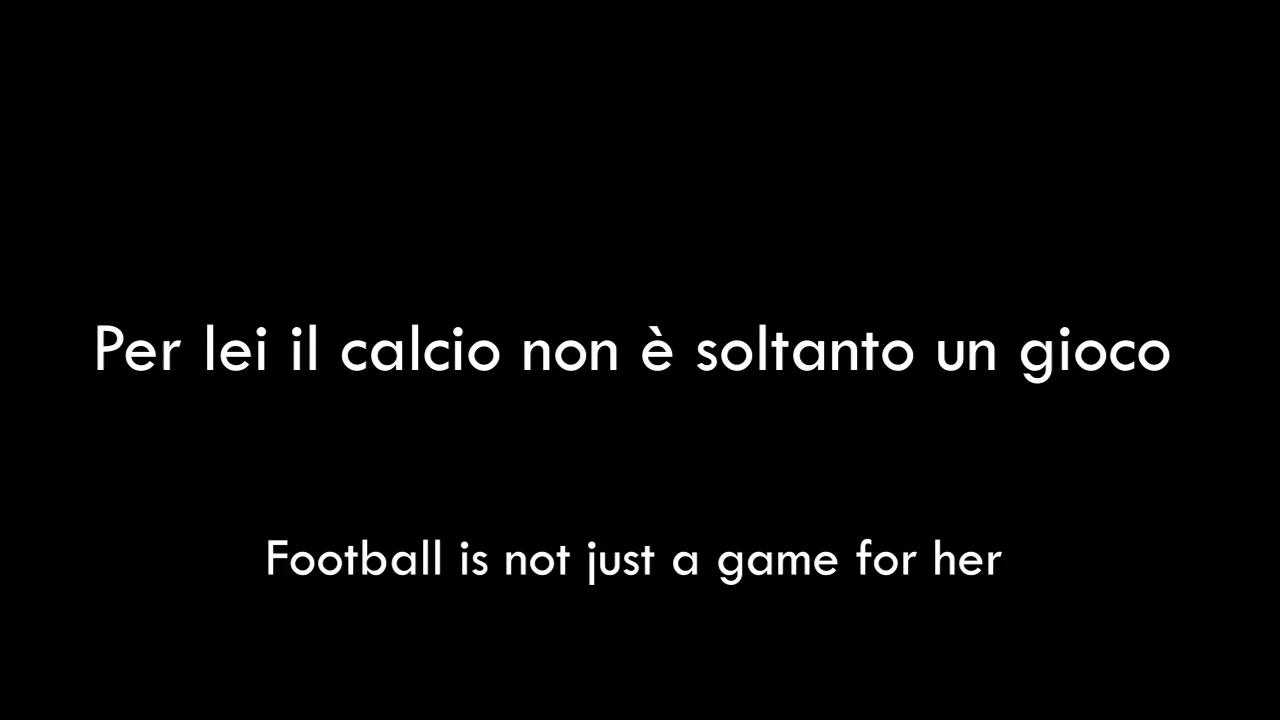 Per lei il calcio non è soltanto un gioco
Football is not just a game for her